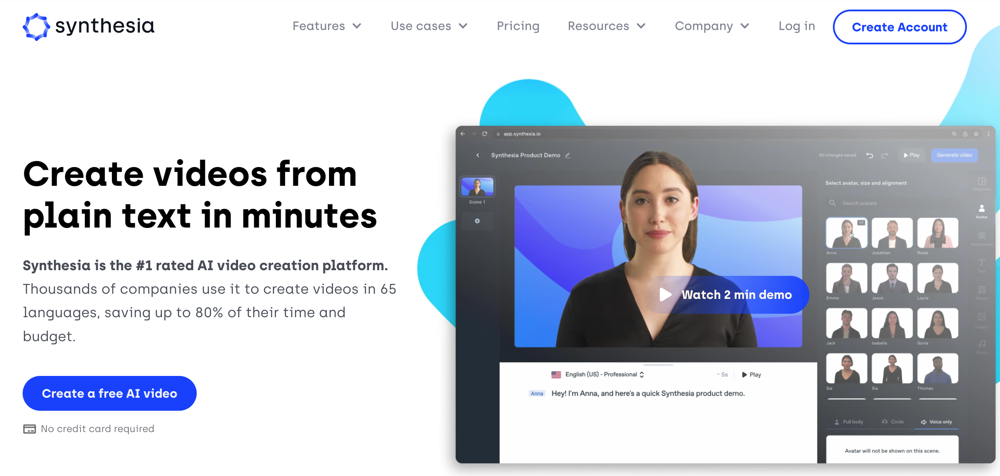 synthesia
Features
Use cases
Pricing
Resources
Company
Log in
Create Account
Create videos from
plain text in minutes
Synthesia is the #1 rated AI video creation platform.
Thousands of companies use it to create videos in 65
languages, saving up to 80% of their time and
budget.
Create a free AI video
No credit card required
app.synthesia.io
Synthesia Product Demo
All changes saved
Play
Generate video
Scene 1
Watch 2 min demo
English (US) - Professional
~ 5s
Play
Anna
Hey! I'm Anna, and here's a quick Synthesia product demo.
Select avatar, size and alignment
Search avatars
V2
Anna
Jonathan
Rosie
Emma
Jason
Laura
Jack
Isabella
Sonia
Sia
Sia
Thomas
Full body
Circle
Voice only
Avatar will not be shown on this scene.
Templates
Avatar
Background
Text
Shapes
Images
Music